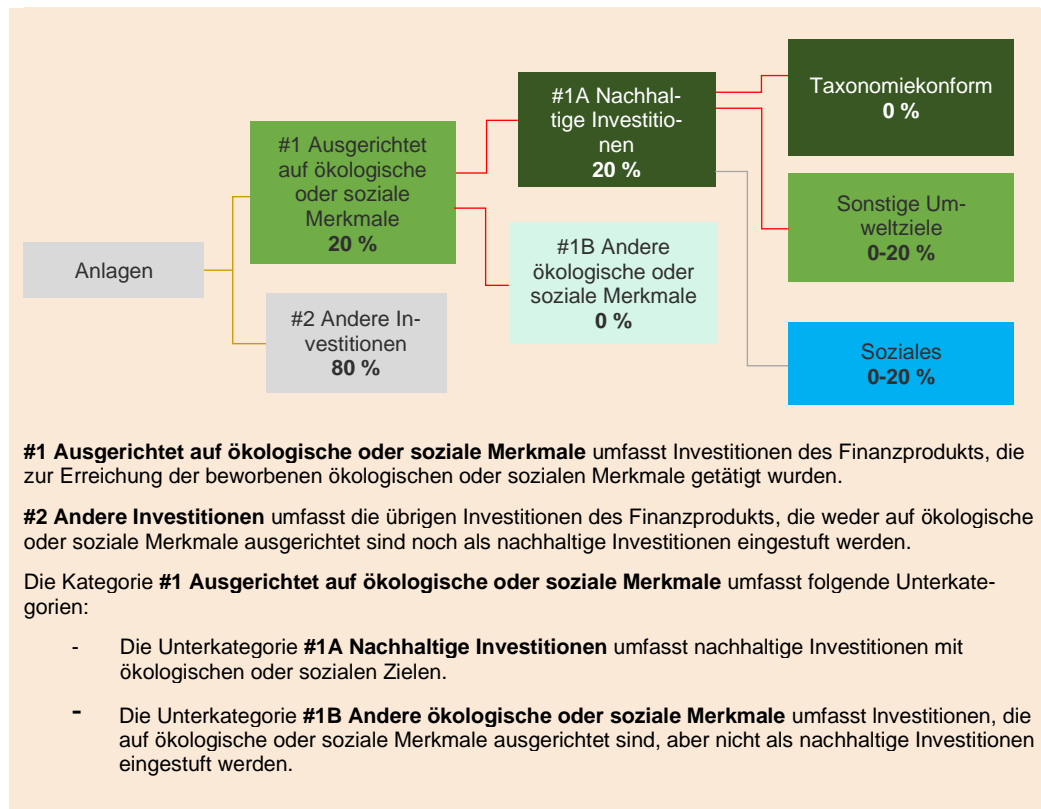 Anlagen
#1 Ausgerichtet
auf ökologische
oder soziale
Merkmale
20 %
#2 Andere In-
vestitionen
80 %
#1A Nachhal-
tige Investitio-
nen
20 %
#1B Andere
ökologische oder
soziale Merkmale
0 %
Taxonomiekonform
0 %
Sonstige Um-
weltziele
0-20 %
Soziales
0-20 %
#1 Ausgerichtet auf ökologische oder soziale Merkmale umfasst Investitionen des Finanzprodukts, die
zur Erreichung der beworbenen ökologischen oder sozialen Merkmale getätigt wurden.
#2 Andere Investitionen umfasst die übrigen Investitionen des Finanzprodukts, die weder auf ökologische
oder soziale Merkmale ausgerichtet sind noch als nachhaltige Investitionen eingestuft werden.
Die Kategorie #1 Ausgerichtet auf ökologische oder soziale Merkmale umfasst folgende Unterkate-
gorien:
- Die Unterkategorie #1A Nachhaltige Investitionen umfasst nachhaltige Investitionen mit
ökologischen oder sozialen Zielen.
- Die Unterkategorie #1B Andere ökologische oder soziale Merkmale umfasst Investitionen, die
auf ökologische oder soziale Merkmale ausgerichtet sind, aber nicht als nachhaltige Investitionen
eingestuft werden.